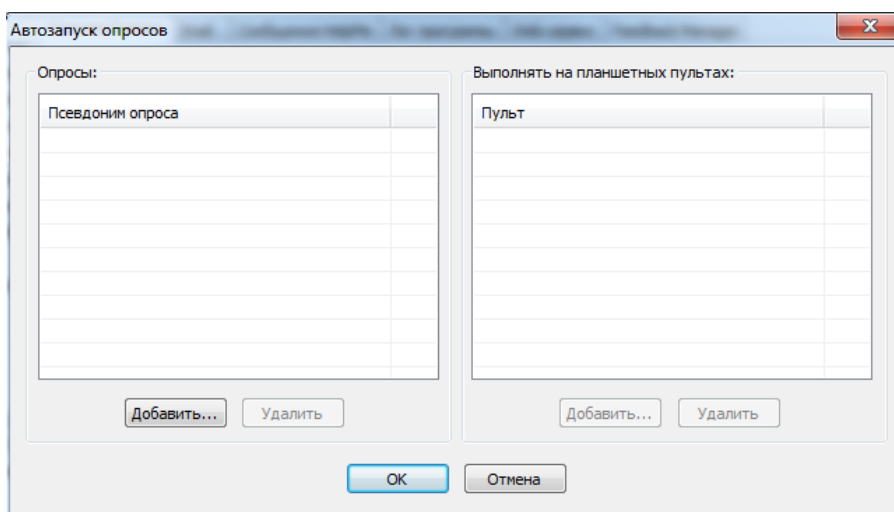 Автозапуск опросов
Опросы:
Выполнять на планшетных пультах:
Псевдоним опроса
Пульт
Добавить... Удалить
Добавить... Удалить
OK Отмена